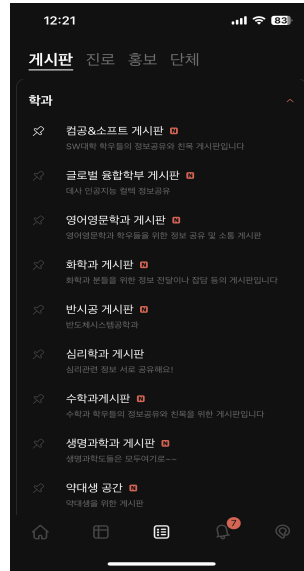 12:21
83
게시판 진로 홍보 단체
학과
컴공&소프트 게시판 N
SW대학 학우들의 정보공유와 친목 게시판입니다
글로벌 융합학부 게시판 N
데사 인공지능 컬텍 정보공유
영어영문학과 게시판 N
영어영문학과 학우들을 위한 정보 공유 및 소통 게시판
화학과 게시판 N
화학과 분들을 위한 정보 전달이나 잡담 등의 게시판입니다
반시공 게시판 N
반도체시스템공학과
심리학과 게시판
심리관련 정보 서로 공유해요!
수학과게시판 N
수학과 학우들의 정보공유와 친목을 위한 게시판입니다
생명과학과 게시판 N
생명과학도들은 모두여기로~~
약대생 공간 N
약대생을 위한 게시판
7